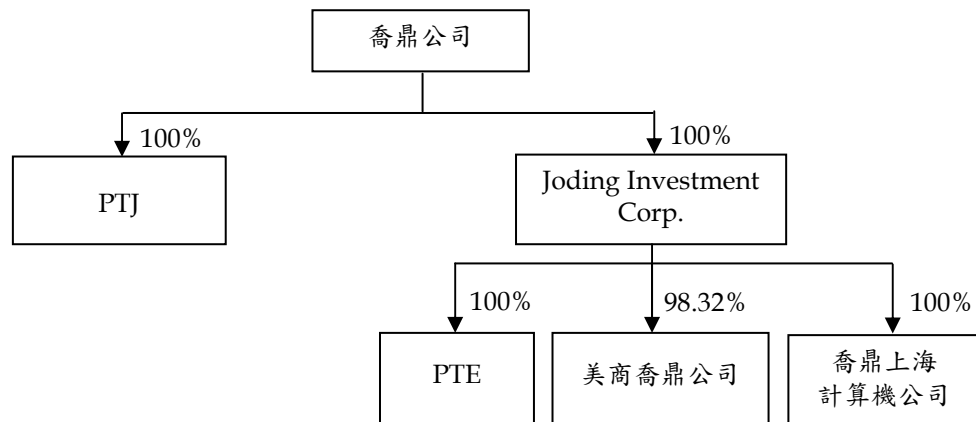 喬鼎公司
100%
100%
PTJ
Joding Investment
Corp.
100%
98.32%
100%
PTE
美商喬鼎公司
喬鼎上海
計算機公司